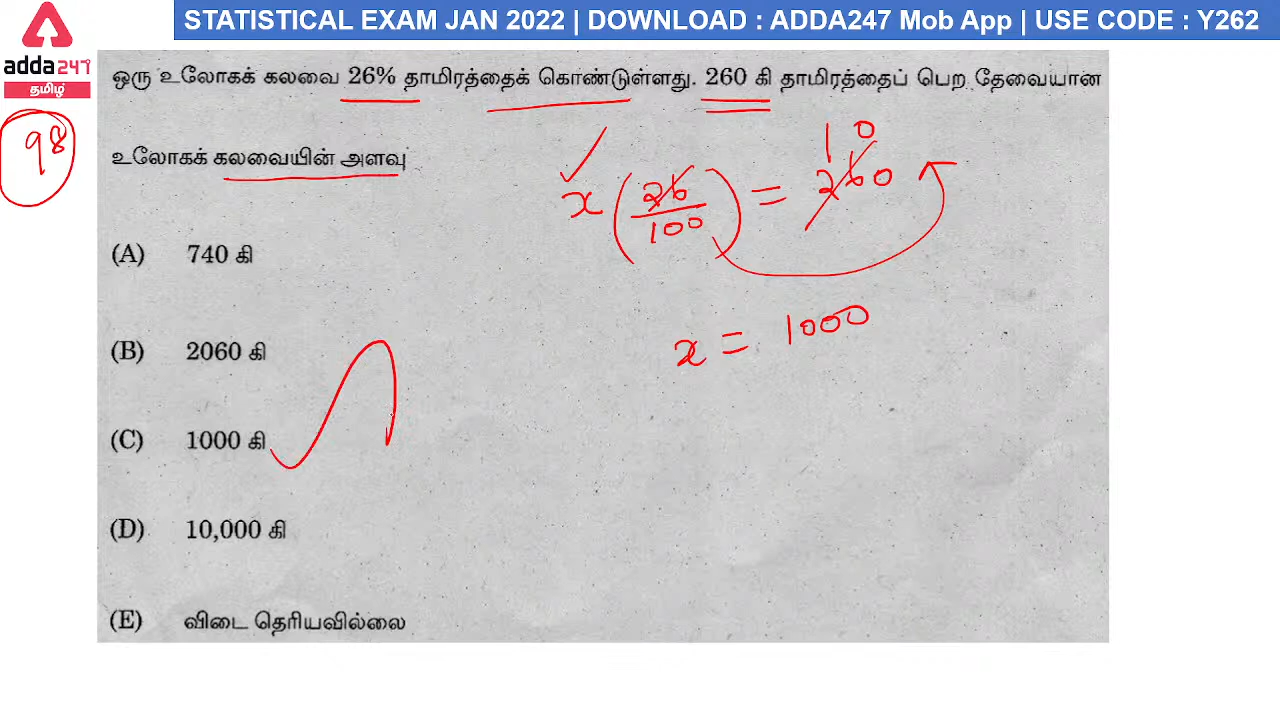 STATISTICAL EXAM JAN 2022 | DOWNLOAD : ADDA247 Mob App | USE CODE : Y262
adda247
தமிழ்
98
ஒரு உலோகக் கலவை 26% தாமிரத்தைக் கொண்டுள்ளது. 260 கி தாமிரத்தைப் பெற தேவையான
உலோகக் கலவையின் அளவு
x (26/100) = 260
10
x = 1000
(A) 740 கி
(B) 2060 கி
(C) 1000 கி
(D) 10,000 கி
(E) விடை தெரியவில்லை